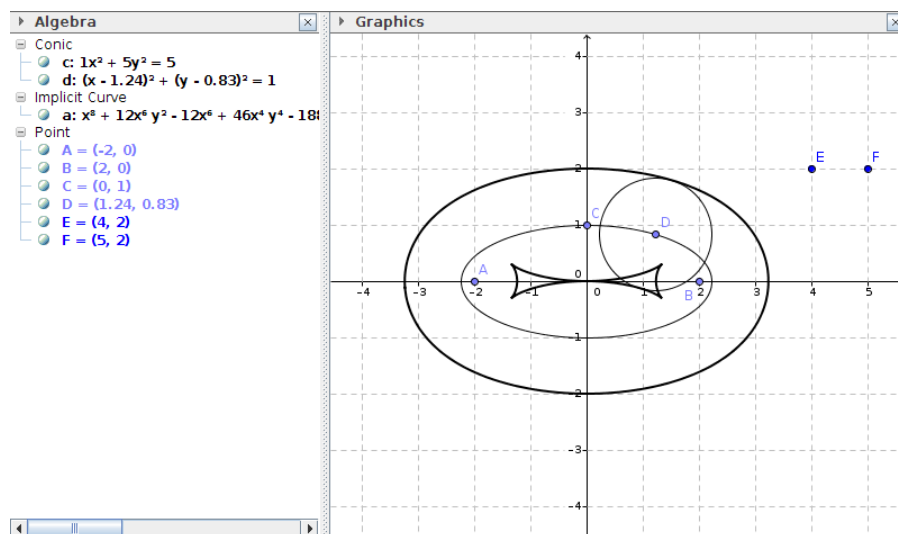 Algebra
Conic
c: 1x² + 5y² = 5
d: (x - 1.24)² + (y - 0.83)² = 1
Implicit Curve
a: x⁸ + 12x⁶ y² - 12x⁶ + 46x⁴ y⁴ - 188
Point
A = (-2, 0)
B = (2, 0)
C = (0, 1)
D = (1.24, 0.83)
E = (4, 2)
F = (5, 2)
Graphics
4
3
E F
2
C D
1
A 0 B
-4 -3 -2 -1 0 1 2 3 4 5
-1
-2
-3
-4